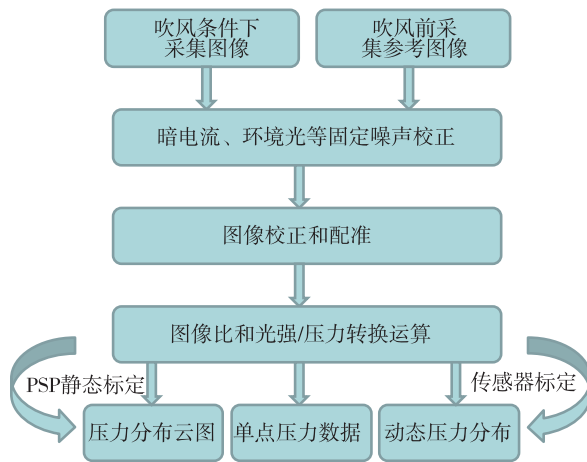 吹风条件下
采集图像
吹风前采
集参考图像
暗电流、环境光等固定噪声校正
图像校正和配准
图像比和光强/压力转换运算
PSP静态标定
传感器标定
压力分布云图
单点压力数据
动态压力分布